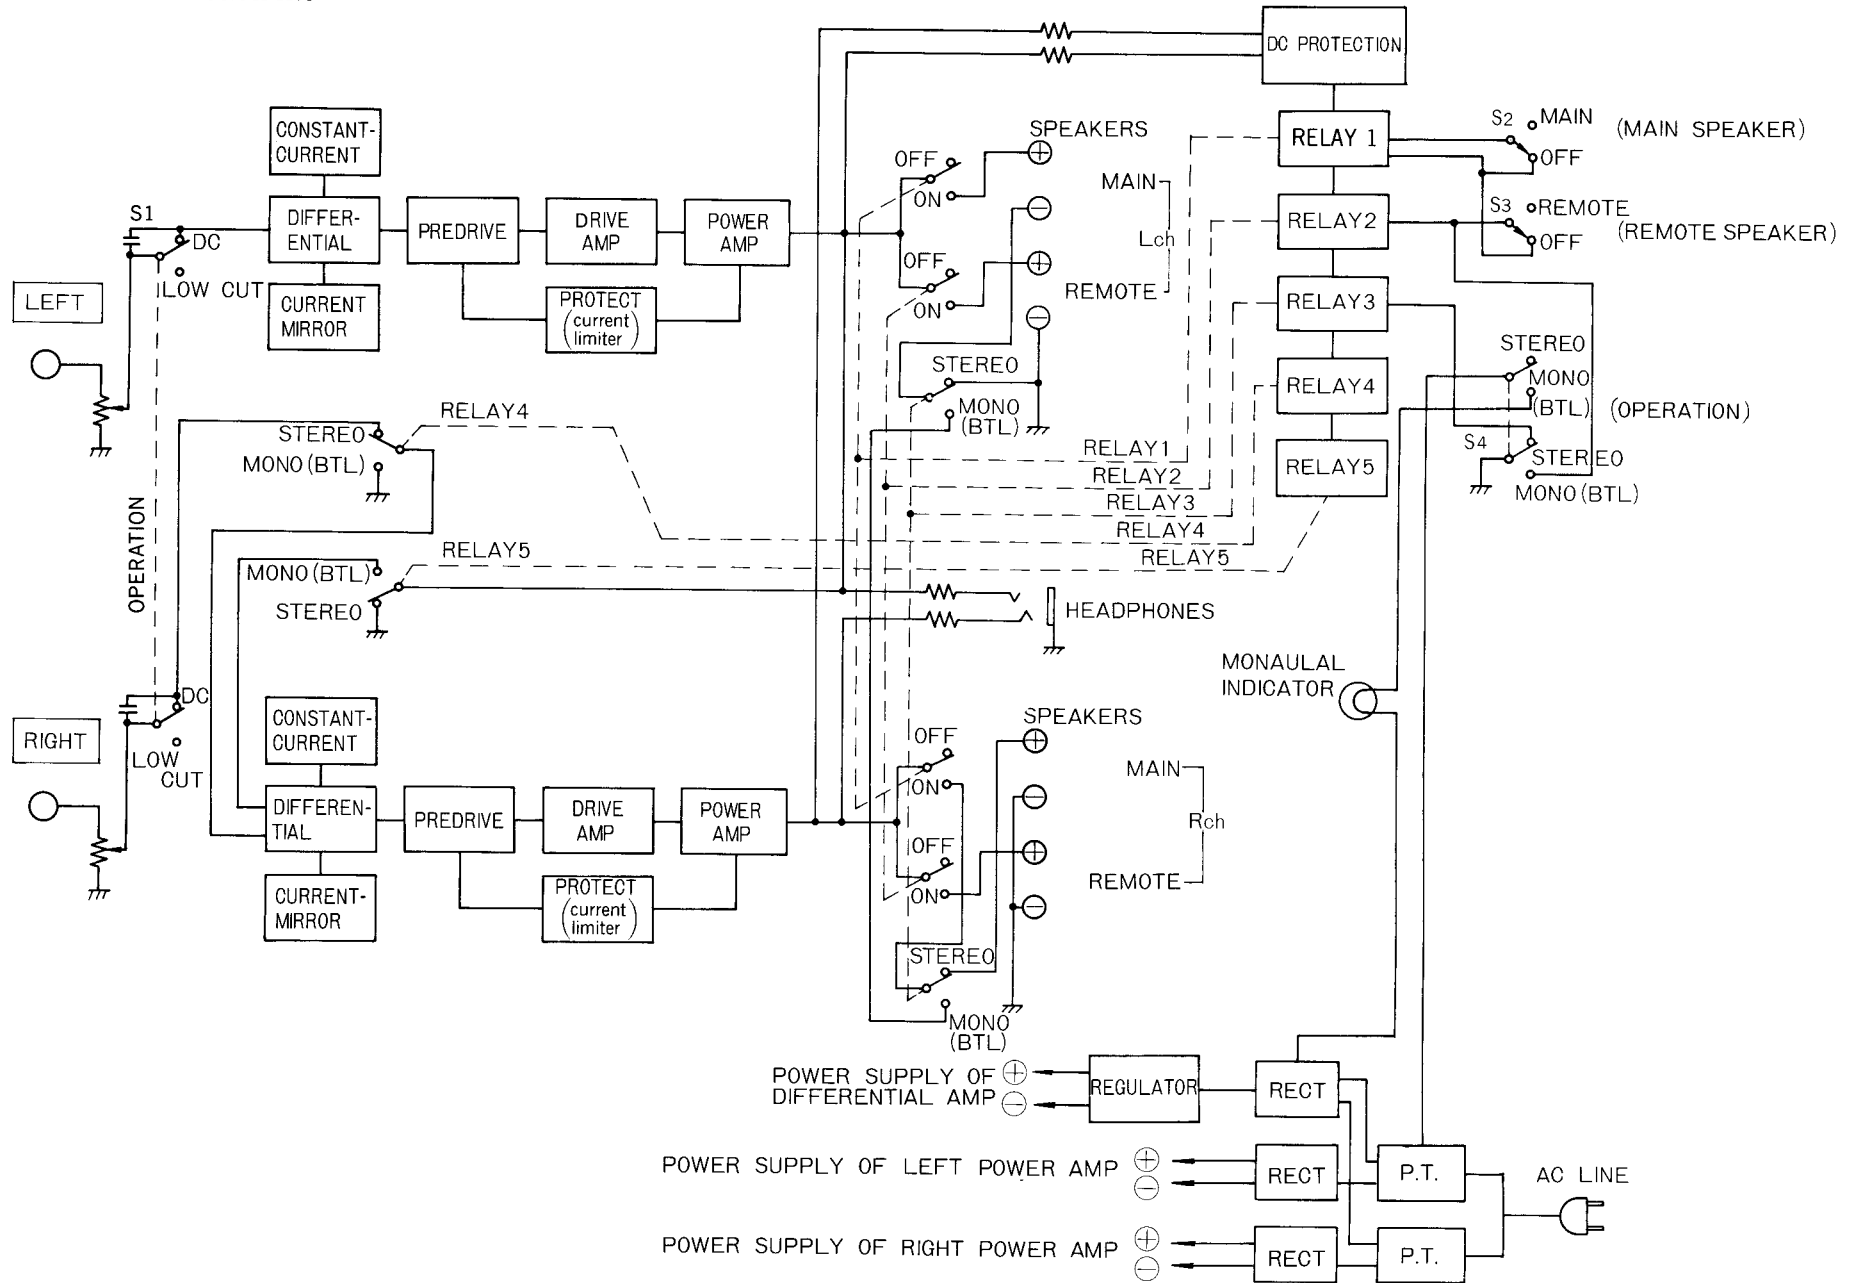 DC PROTECTION
CONSTANT-
CURRENT
SPEAKERS
RELAY 1
S2
MAIN
(MAIN SPEAKER)
OFF
OFF
ON
MAIN
S1
DC
DIFFER-
ENTIAL
PREDRIVE
DRIVE
AMP
POWER
AMP
RELAY2
S3
REMOTE
(REMOTE SPEAKER)
OFF
Lch
LOW CUT
OFF
ON
REMOTE
LEFT
CURRENT
MIRROR
PROTECT
(current)
limiter
RELAY3
STEREO
STEREO
MONO
(BTL)
MONO
(BTL)
(OPERATION)
RELAY4
RELAY4
STEREO
MONO(BTL)
RELAY1
RELAY2
RELAY3
RELAY4
RELAY5
RELAY5
S4
STEREO
MONO(BTL)
OPERATION
RELAY5
MONO(BTL)
STEREO
HEADPHONES
MONAULAL
INDICATOR
DC
CONSTANT-
CURRENT
SPEAKERS
RIGHT
LOW
CUT
OFF
ON
MAIN
DIFFEREN-
TIAL
PREDRIVE
DRIVE
AMP
POWER
AMP
Rch
OFF
ON
REMOTE
CURRENT-
MIRROR
PROTECT
(current)
limiter
STEREO
MONO
(BTL)
POWER SUPPLY OF
DIFFERENTIAL AMP
REGULATOR
RECT
POWER SUPPLY OF LEFT POWER AMP
RECT
P.T.
AC LINE
POWER SUPPLY OF RIGHT POWER AMP
RECT
P.T.